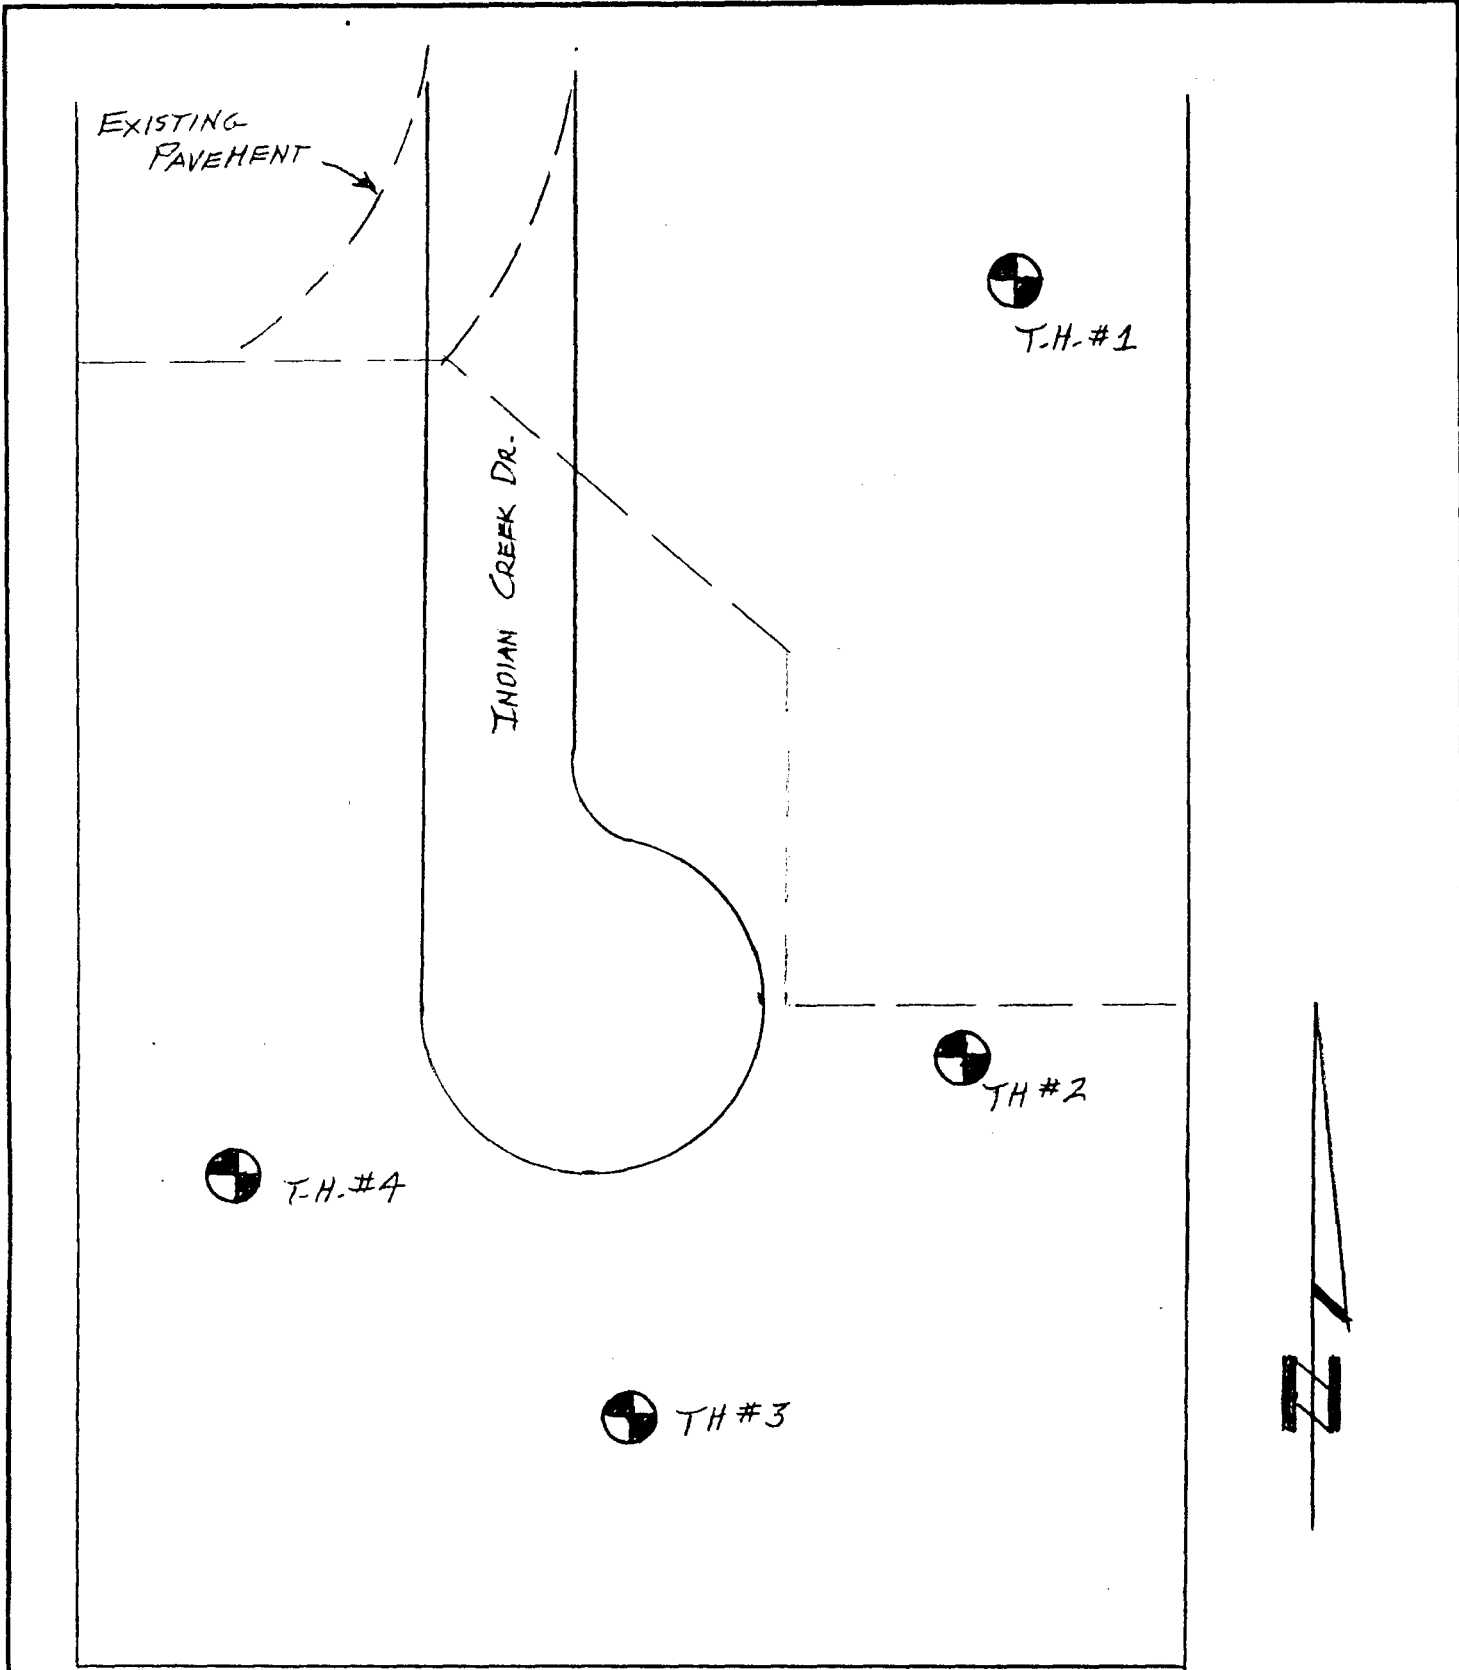 EXISTING
PAVEMENT
T.H. #1
INDIAN CREEK DR.
TH #2
T.H. #4
TH #3
N